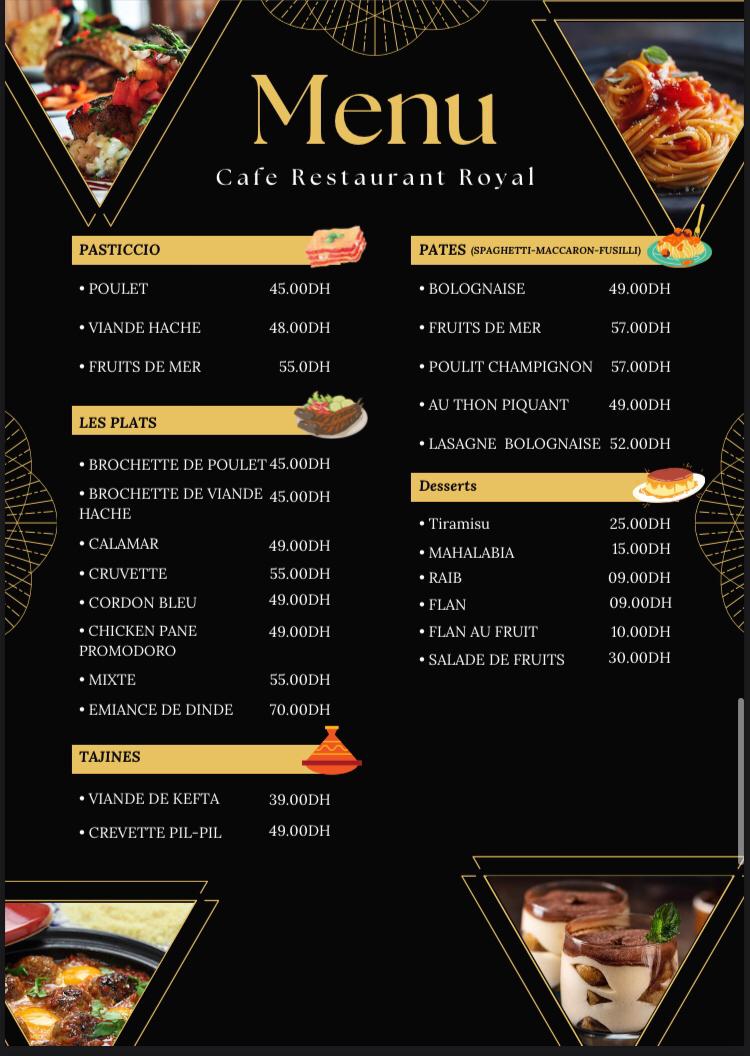 Menu
Cafe Restaurant Royal
PASTICCIO
• POULET 45.00DH
• VIANDE HACHE 48.00DH
• FRUITS DE MER 55.0DH
LES PLATS
• BROCHETTE DE POULET 45.00DH
• BROCHETTE DE VIANDE 45.00DH
HACHE
• CALAMAR 49.00DH
• CRUVETTE 55.00DH
• CORDON BLEU 49.00DH
• CHICKEN PANE 49.00DH
PROMODORO
• MIXTE 55.00DH
• EMIANCE DE DINDE 70.00DH
TAJINES
• VIANDE DE KEFTA 39.00DH
• CREVETTE PIL-PIL 49.00DH
PATES (SPAGHETTI-MACCARON-FUSILLI)
• BOLOGNAISE 49.00DH
• FRUITS DE MER 57.00DH
• POULIT CHAMPIGNON 57.00DH
• AU THON PIQUANT 49.00DH
• LASAGNE BOLOGNAISE 52.00DH
Desserts
• Tiramisu 25.00DH
• MAHALABIA 15.00DH
• RAIB 09.00DH
• FLAN 09.00DH
• FLAN AU FRUIT 10.00DH
• SALADE DE FRUITS 30.00DH